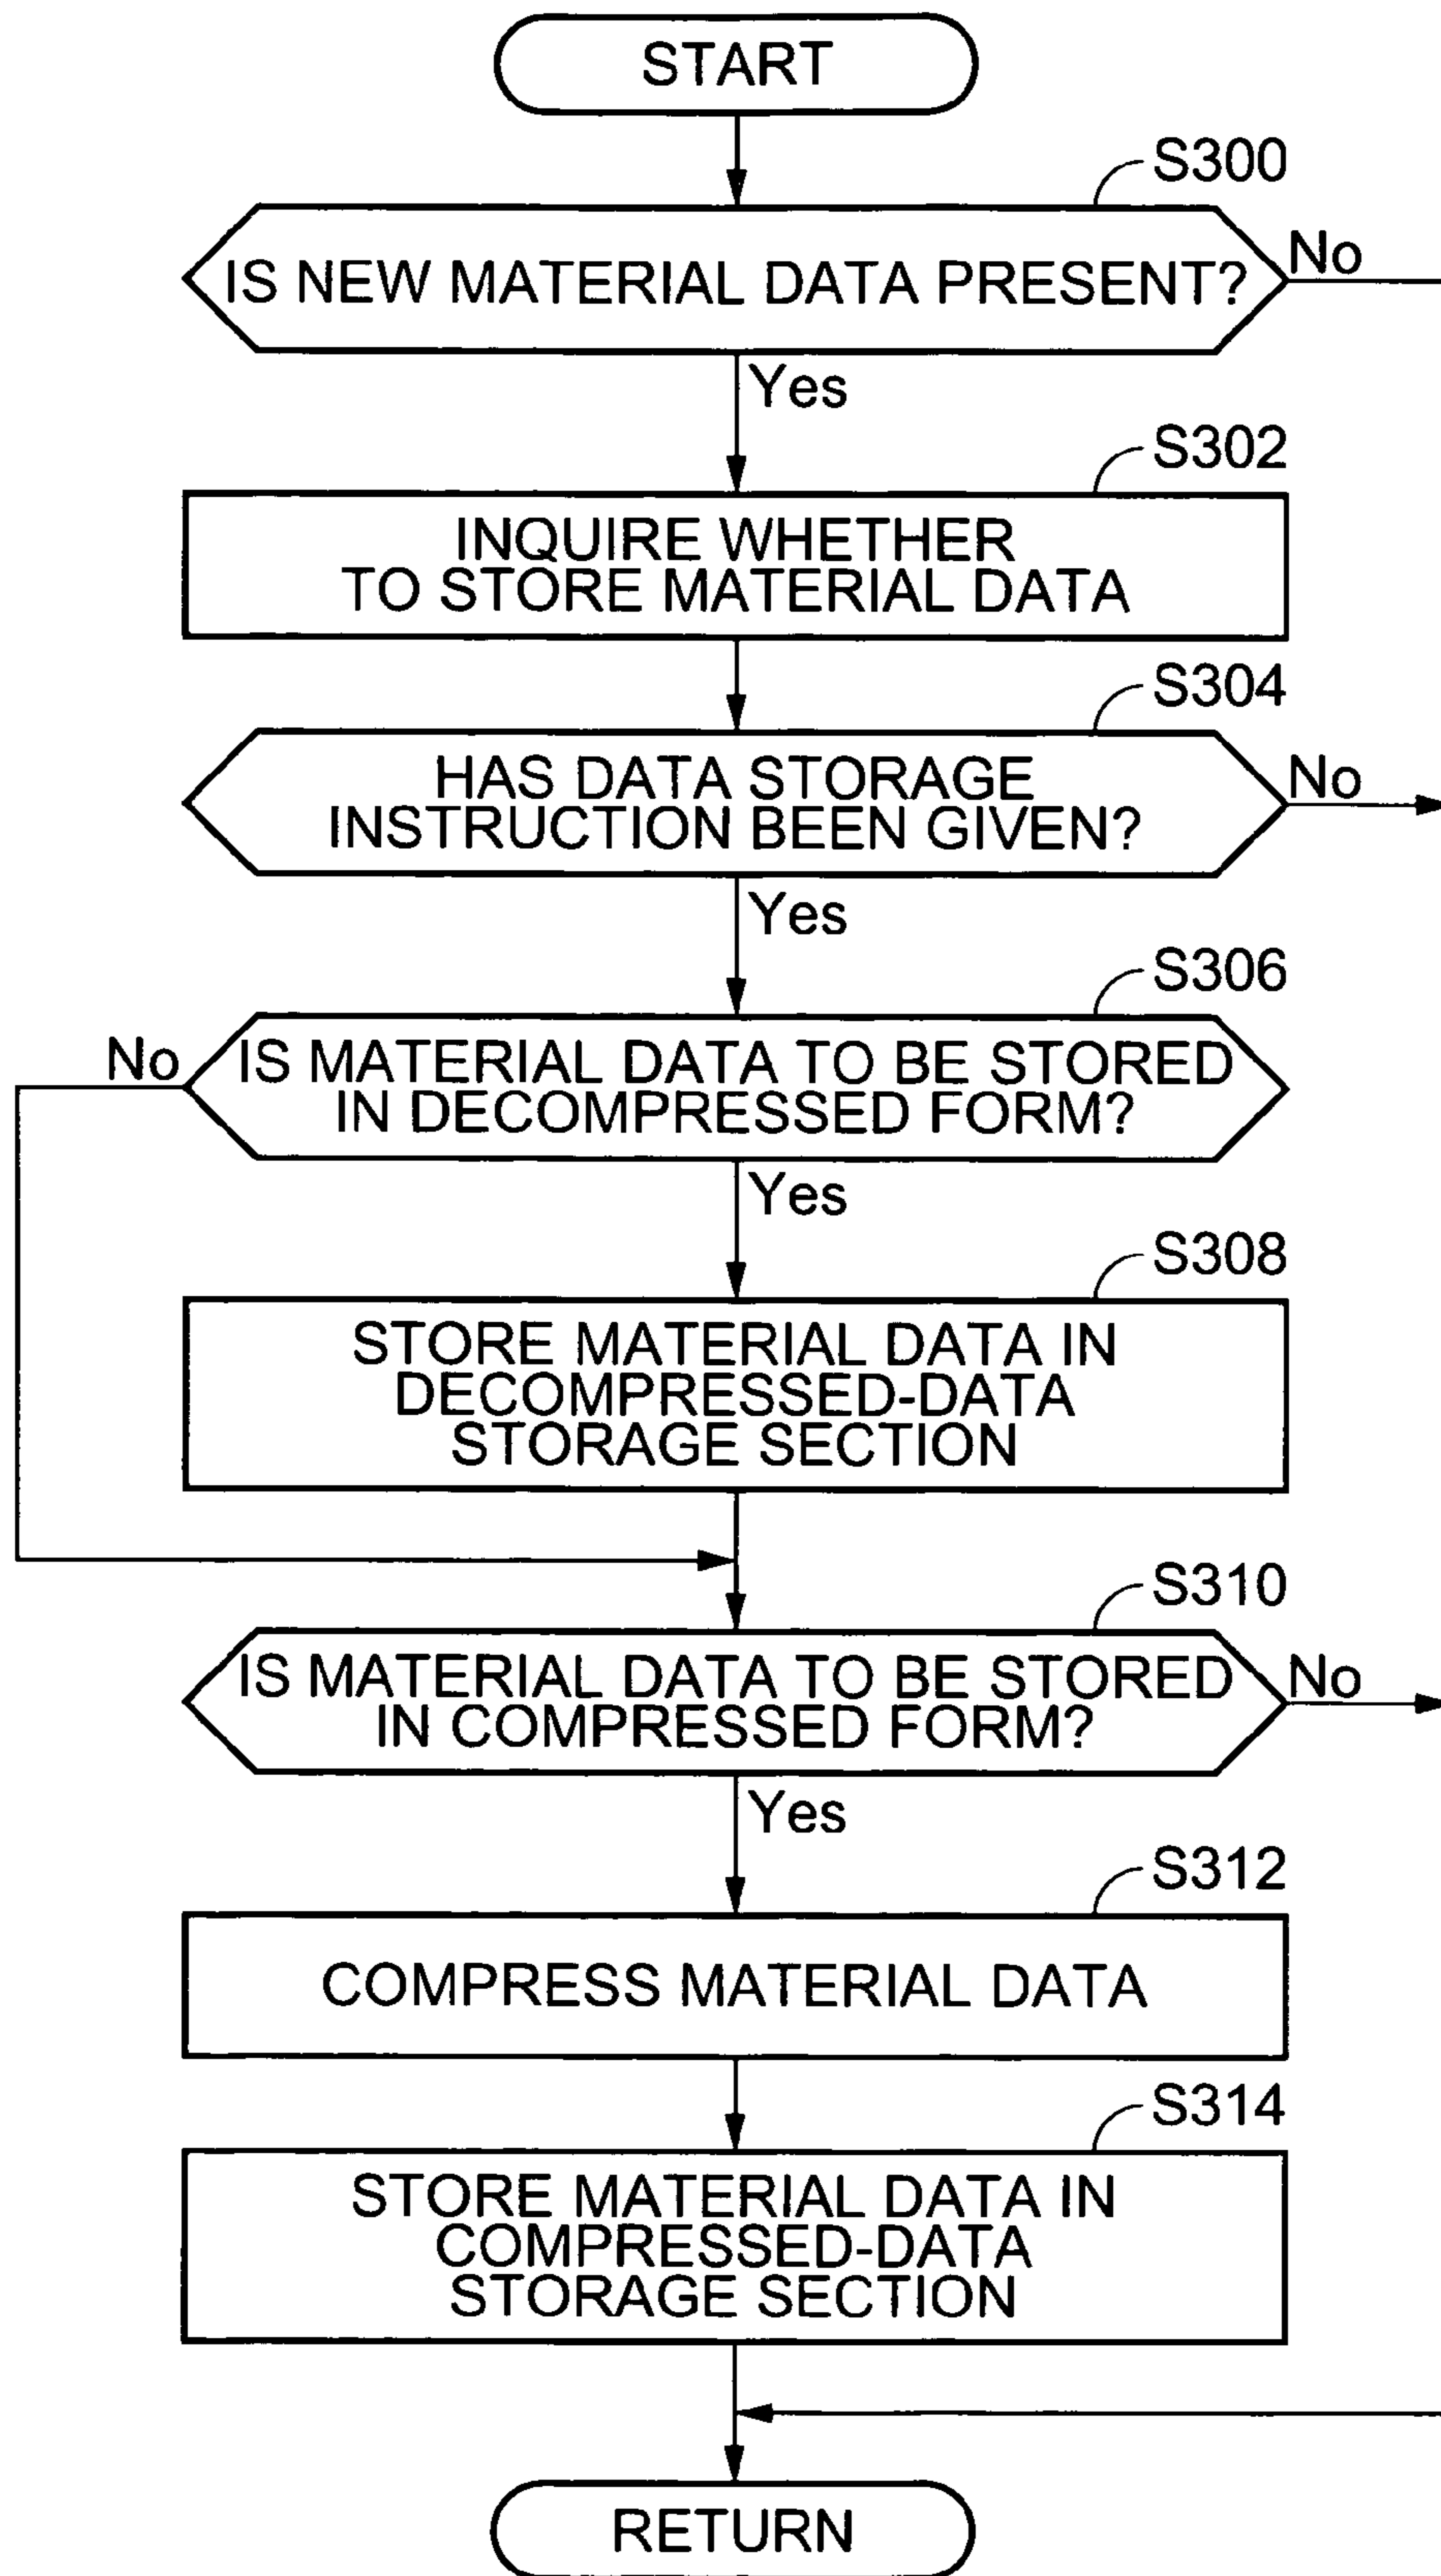 START
S300
IS NEW MATERIAL DATA PRESENT?
No
Yes
S302
INQUIRE WHETHER
TO STORE MATERIAL DATA
S304
HAS DATA STORAGE
INSTRUCTION BEEN GIVEN?
No
Yes
S306
No
IS MATERIAL DATA TO BE STORED
IN DECOMPRESSED FORM?
Yes
S308
STORE MATERIAL DATA IN
DECOMPRESSED-DATA
STORAGE SECTION
S310
IS MATERIAL DATA TO BE STORED
IN COMPRESSED FORM?
No
Yes
S312
COMPRESS MATERIAL DATA
S314
STORE MATERIAL DATA IN
COMPRESSED-DATA
STORAGE SECTION
RETURN